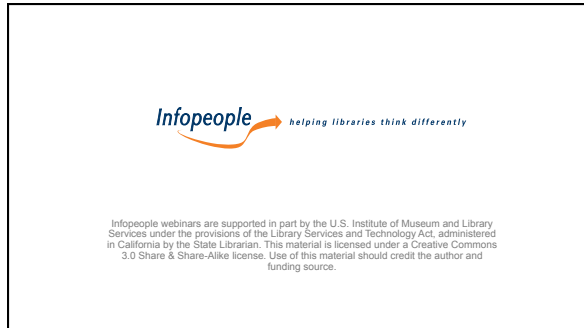 Infopeople helping libraries think differently
Infopeople webinars are supported in part by the U.S. Institute of Museum and Library
Services under the provisions of the Library Services and Technology Act, administered
in California by the State Librarian. This material is licensed under a Creative Commons
3.0 Share & Share-Alike license. Use of this material should credit the author and
funding source.